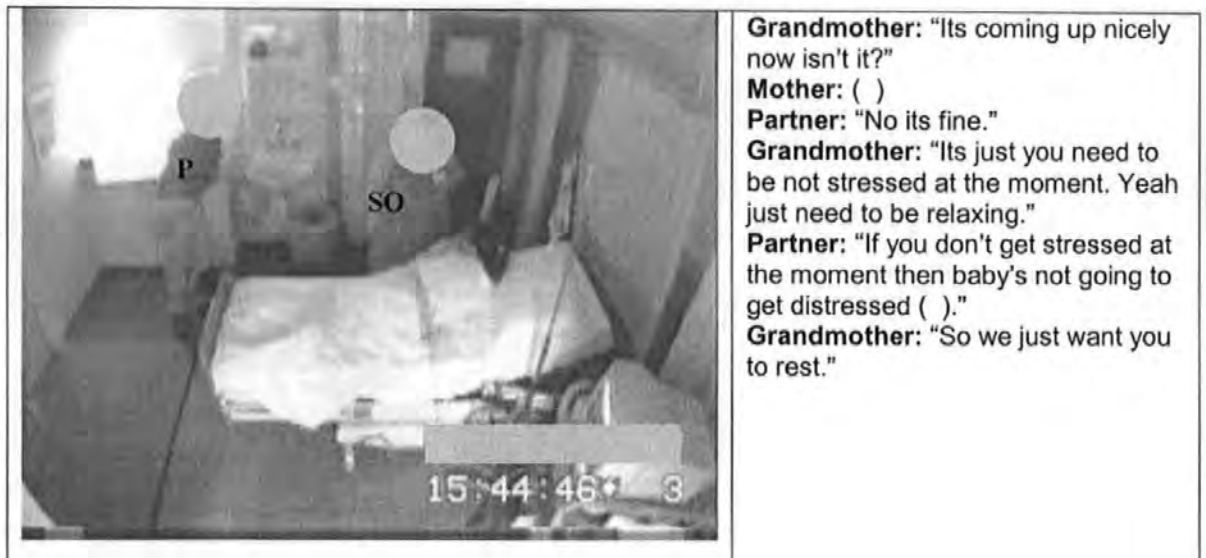 P
SO
15:44:46 3
Grandmother: “Its coming up nicely
now isn't it?”
Mother: ( )
Partner: “No its fine.”
Grandmother: “Its just you need to
be not stressed at the moment. Yeah
just need to be relaxing.”
Partner: “If you don't get stressed at
the moment then baby's not going to
get distressed ( ).”
Grandmother: “So we just want you
to rest.”